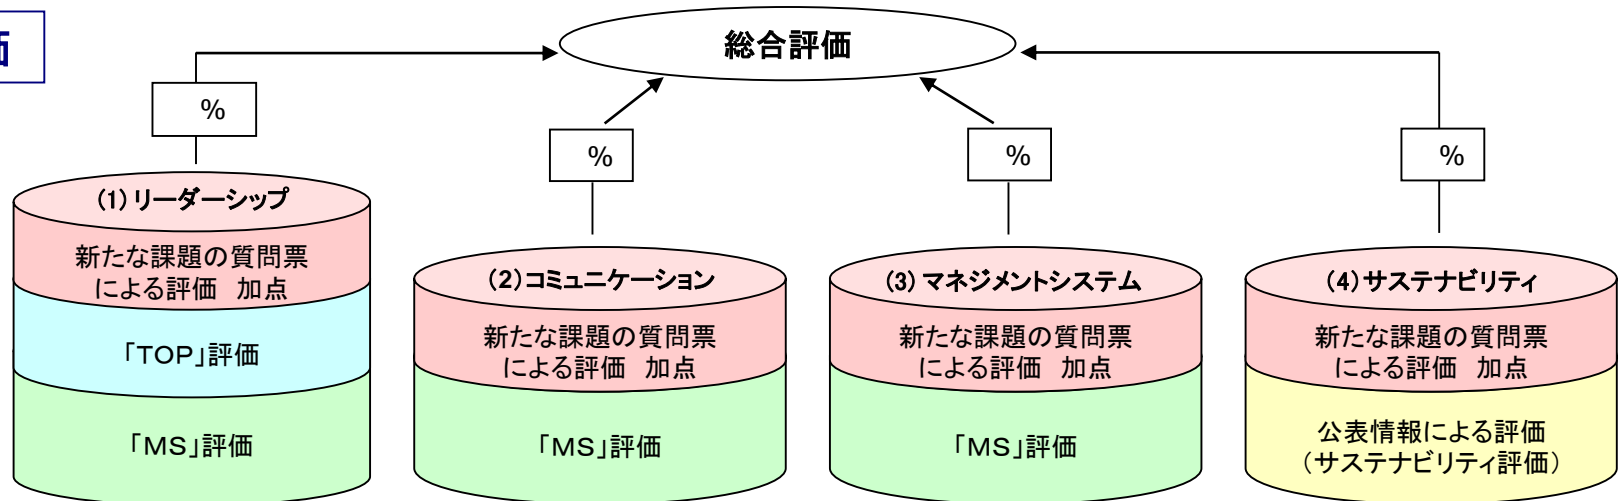 価
総合評価
%
%
%
%
(1)リーダーシップ
新たな課題の質問票
による評価 加点
「TOP」評価
「MS」評価
(2)コミュニケーション
新たな課題の質問票
による評価 加点
「MS」評価
(3)マネジメントシステム
新たな課題の質問票
による評価 加点
「MS」評価
(4)サステナビリティ
新たな課題の質問票
による評価 加点
公表情報による評価
(サステナビリティ評価)